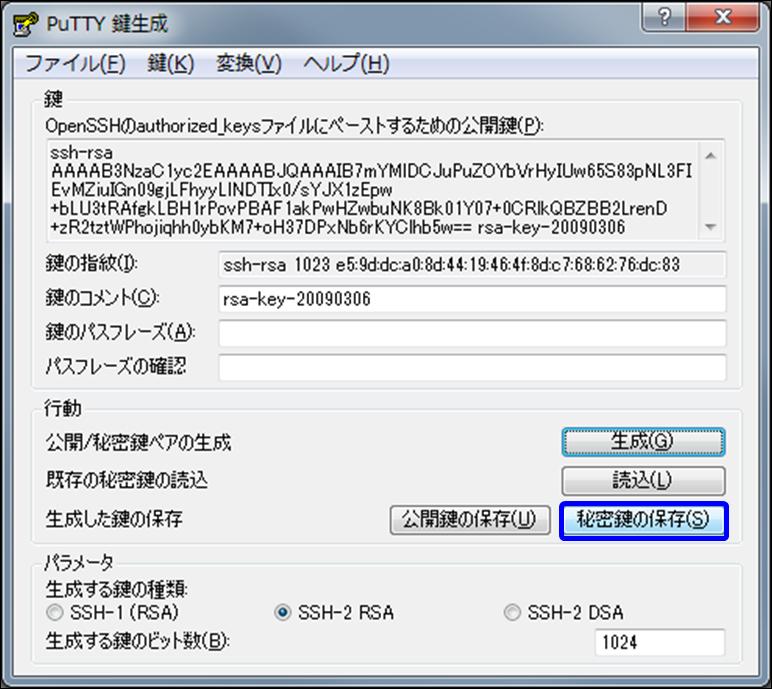 PuTTY 鍵生成
ファイル(F) 鍵(K) 変換(V) ヘルプ(H)
鍵
OpenSSHのauthorized_keysファイルにペーストするための公開鍵(P):
ssh-rsa
AAAAB3NzaC1yc2EAAAABJQAAAIB7mYMlDCJuPuZOYbVrHyIUw65S83pNL3FI
EvMZiuIGn09gjLFhyyLINDTIx0/sYJX1zEpw
+bLU3tRAfgkLBH1rPovPBAF1akPwHZwbuNK8Bk01Y07+0CRlkQBZBB2LrenD
+zR2tztWPhojiqhh0ybKM7+oH37DPxNb6rKYClhb5w== rsa-key-20090306
鍵の指紋(I): ssh-rsa 1023 e5:9d:dc:a0:8d:44:19:46:4f:8d:c7:68:62:76:dc:83
鍵のコメント(C): rsa-key-20090306
鍵のパスフレーズ(A):
パスフレーズの確認
行動
公開/秘密鍵ペアの生成 生成(G)
既存の秘密鍵の読込 読込(L)
生成した鍵の保存 公開鍵の保存(U) 秘密鍵の保存(S)
パラメータ
生成する鍵の種類:
SSH-1 (RSA) SSH-2 RSA SSH-2 DSA
生成する鍵のビット数(B): 1024